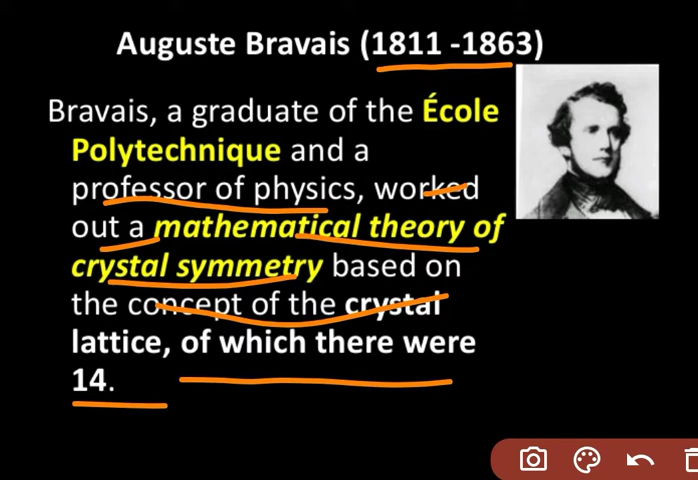 Auguste Bravais (1811 -1863)
Bravais, a graduate of the École
Polytechnique and a
professor of physics, worked
out a mathematical theory of
crystal symmetry based on
the concept of the crystal
lattice, of which there were
14.